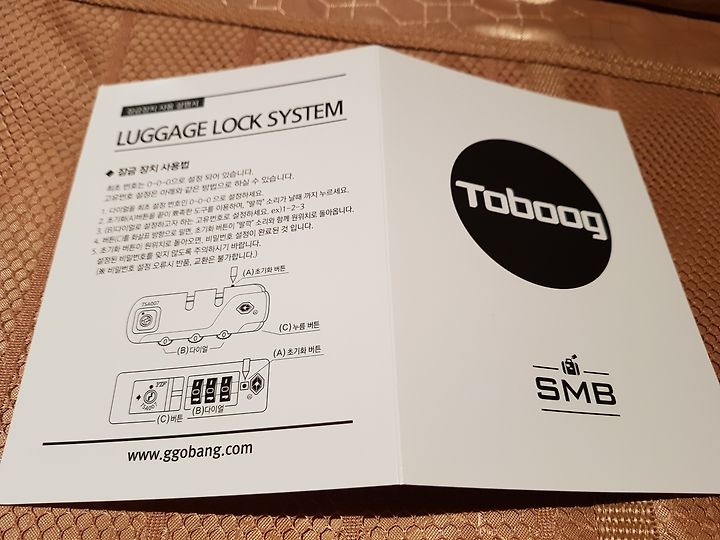 잠금장치 사용 설명서
LUGGAGE LOCK SYSTEM
◆ 잠금 장치 사용법
최초 번호는 0-0-0으로 설정 되어 있습니다.
고유번호 설정은 아래와 같은 방법으로 하실 수 있습니다.
1. 다이얼을 최초 설정 번호인 0-0-0 으로 설정하세요.
2. 초기화(A)버튼을 끝이 뾰족한 도구를 이용하여, "딸깍" 소리가 날때 까지 누르세요.
3. (B)다이얼로 설정하고자 하는 고유번호로 설정하세요. ex)1-2-3
4. 버튼(C)를 화살표 방향으로 밀면, 초기화 버튼이 "딸깍" 소리와 함께 원위치로 돌아옵니다.
5. 초기화 버튼이 원위치로 돌아오면, 비밀번호 설정이 완료된 것 입니다.
설정된 비밀번호를 잊지 않도록 주의하시기 바랍니다.
(※ 비밀번호 설정 오류시 반품, 교환은 불가합니다.)
(A)초기화 버튼
TSA007
(C)누름 버튼
(B)다이얼
(A) 초기화 버튼
YIF
(C)버튼
(B)다이얼
www.ggobang.com
Toboog
SMB